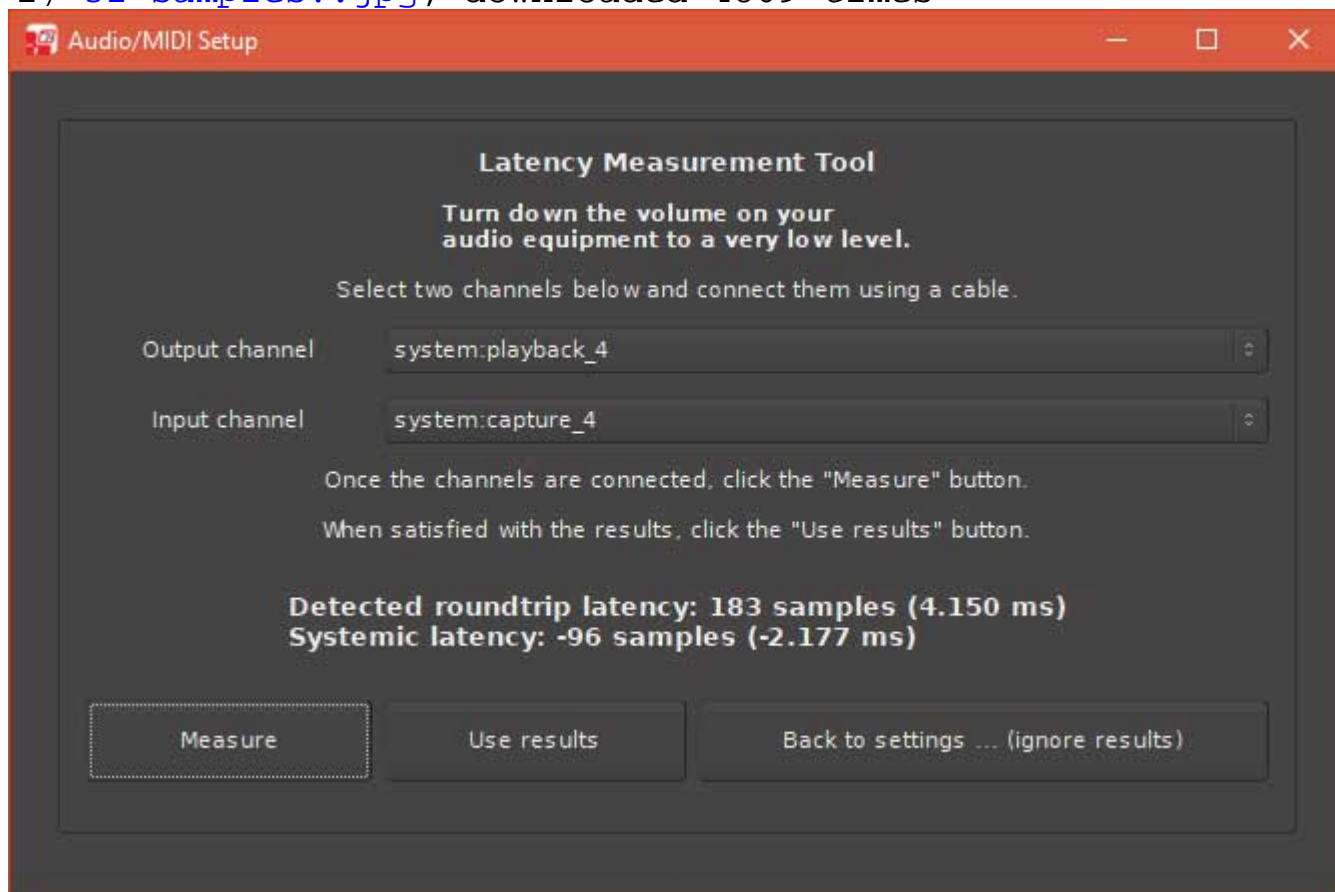 Audio/MIDI Setup
Latency Measurement Tool
Turn down the volume on your
audio equipment to a very low level.
Select two channels below and connect them using a cable.
Output channel system:playback_4
Input channel system:capture_4
Once the channels are connected, click the "Measure" button.
When satisfied with the results, click the "Use results" button.
Detected roundtrip latency: 183 samples (4.150 ms)
Systemic latency: -96 samples (-2.177 ms)
Measure Use results Back to settings ... (ignore results)